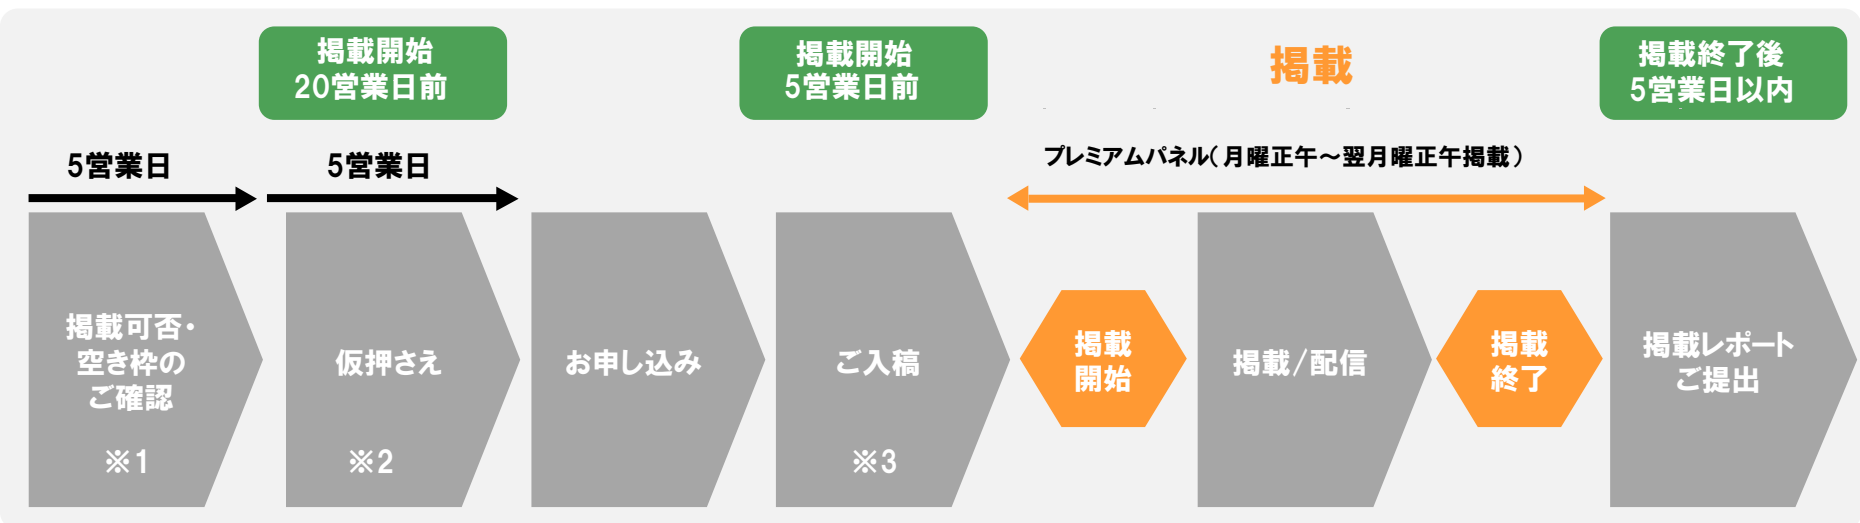 掲載開始
20営業日前
掲載開始
5営業日前
掲載
掲載終了後
5営業日以内
5営業日
5営業日
プレミアムパネル(月曜正午～翌月曜正午掲載)
掲載可否・
空き枠の
ご確認
※1
仮押さえ
※2
お申し込み
ご入稿
※3
掲載
開始
掲載/配信
掲載
終了
掲載レポート
ご提出